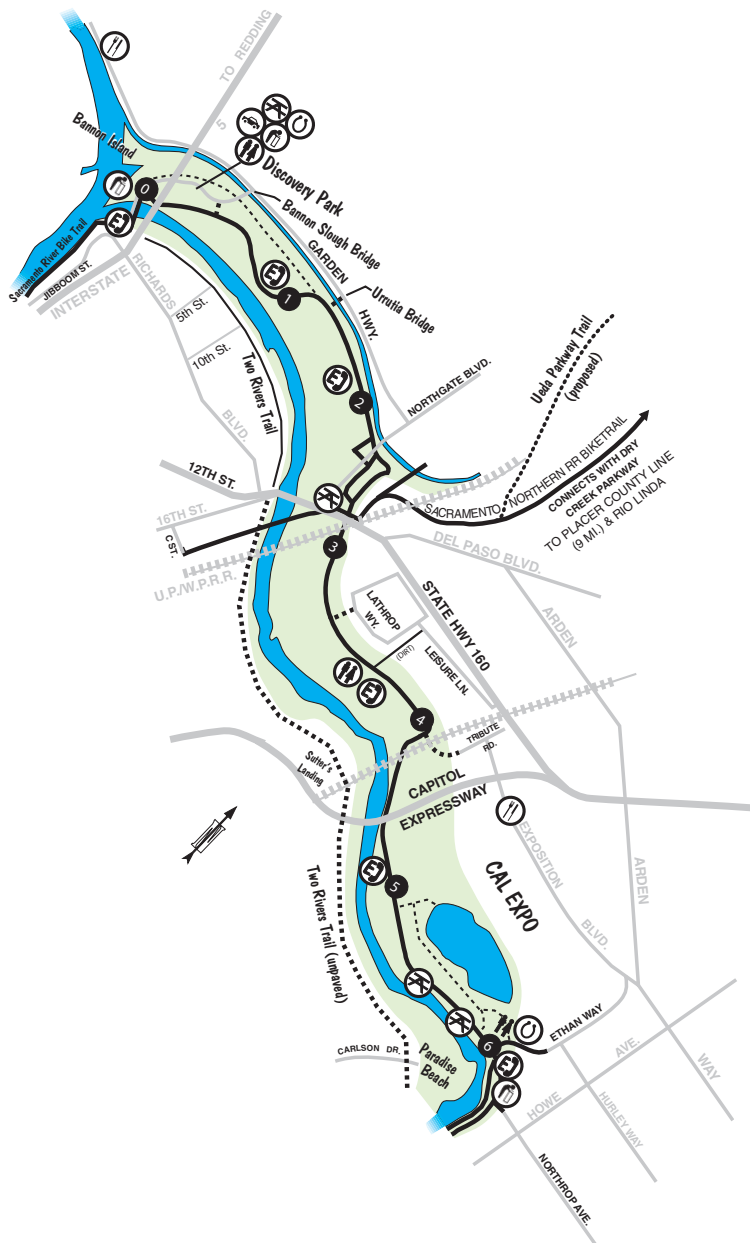 TO REDDING
5
Bannon Island
Discovery Park
0
Bannon Slough Bridge
Sacramento River Bike Trail
JIBBOOM ST.
INTERSTATE
RICHARDS
BLVD.
5th St.
10th St.
GARDEN
HWY.
1
Urrutia Bridge
Two Rivers Trail
2
NORTHGATE BLVD.
Ueda Parkway Trail
(proposed)
12TH ST.
16TH ST.
C ST.
SACRAMENTO NORTHERN RR BIKETRAIL
CONNECTS WITH DRY
CREEK PARKWAY
TO PLACER COUNTY LINE
(9 MI.) & RIO LINDA
U.P./W.P.R.R.
3
DEL PASO BLVD.
LATHROP
WY.
STATE HWY 160
ARDEN
(DIRT)
LEISURE LN.
4
TRIBUTE
RD.
Sutter's
Landing
CAPITOL
EXPRESSWAY
EXPOSITION
BLVD.
CAL EXPO
ARDEN
WAY
5
Two Rivers Trail (unpaved)
6
ETHAN WAY
CARLSON DR.
Paradise
Beach
HOWE
AVE.
HURLEY WAY
NORTHROP AVE.
E
E
E
E
E
E